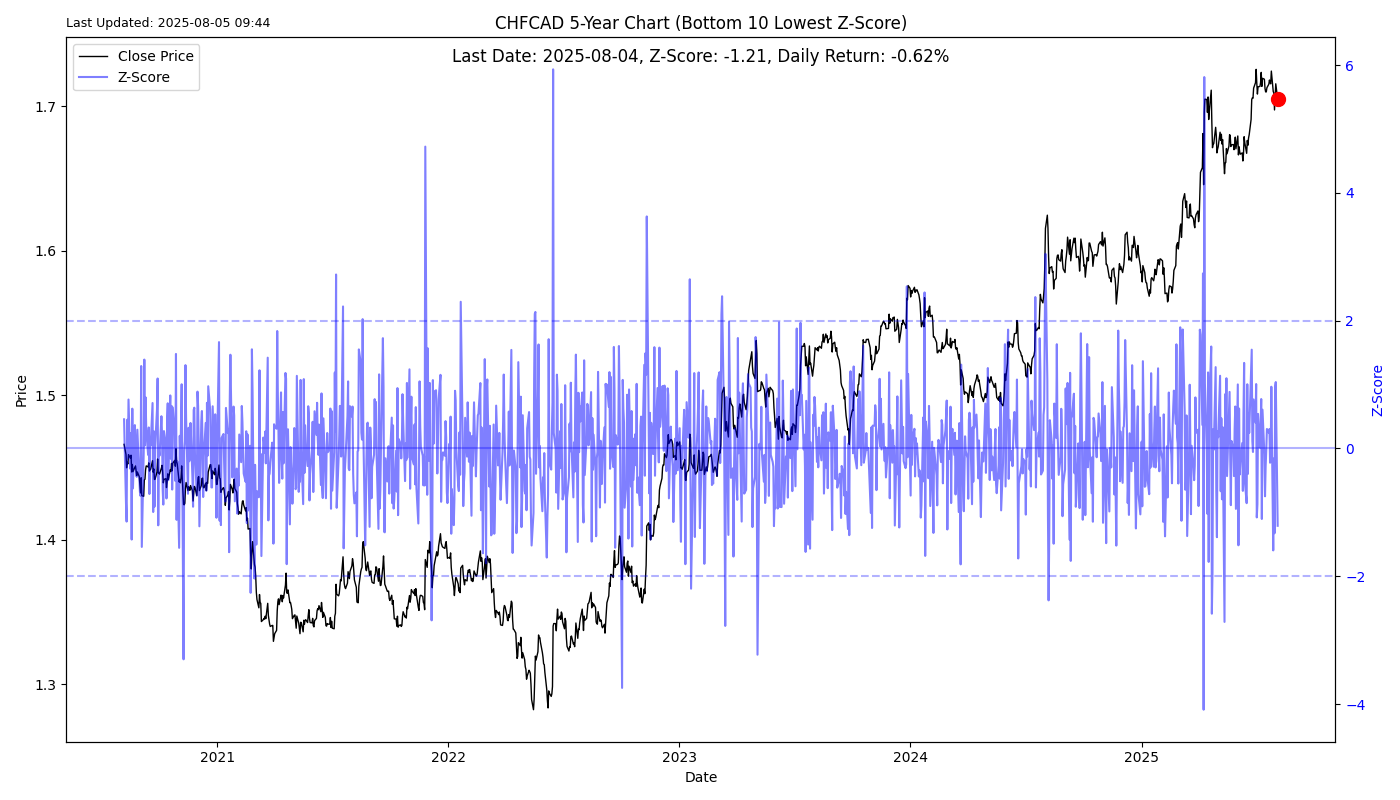 Last Updated: 2025-08-05 09:44
CHFCAD 5-Year Chart (Bottom 10 Lowest Z-Score)
Last Date: 2025-08-04, Z-Score: -1.21, Daily Return: -0.62%
Close Price
Z-Score
1.7
1.6
1.5
1.4
1.3
Price
6
4
2
0
−2
−4
Z-Score
2021
2022
2023
2024
2025
Date